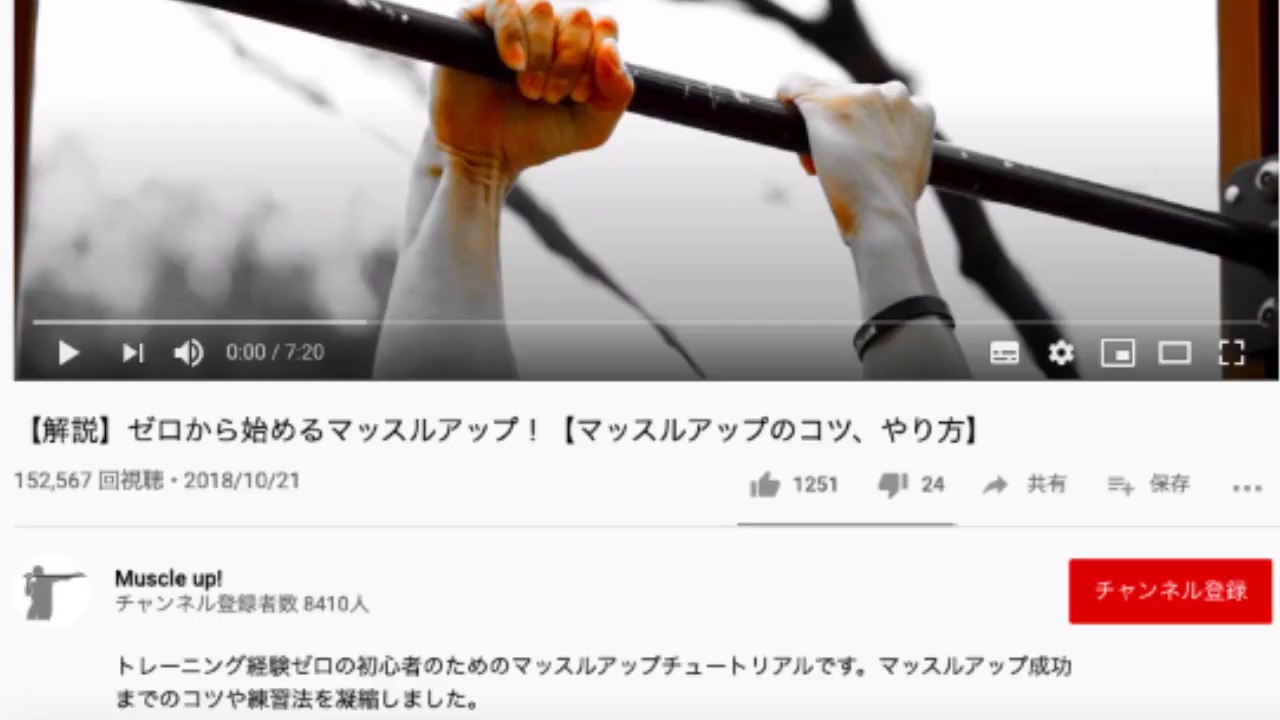 0:00 / 7:20
【解説】ゼロから始めるマッスルアップ！【マッスルアップのコツ、やり方】
152,567 回視聴・2018/10/21
1251
24
共有
保存
Muscle up!
チャンネル登録者数 8410人
チャンネル登録
トレーニング経験ゼロの初心者のためのマッスルアップチュートリアルです。マッスルアップ成功
までのコツや練習法を凝縮しました。